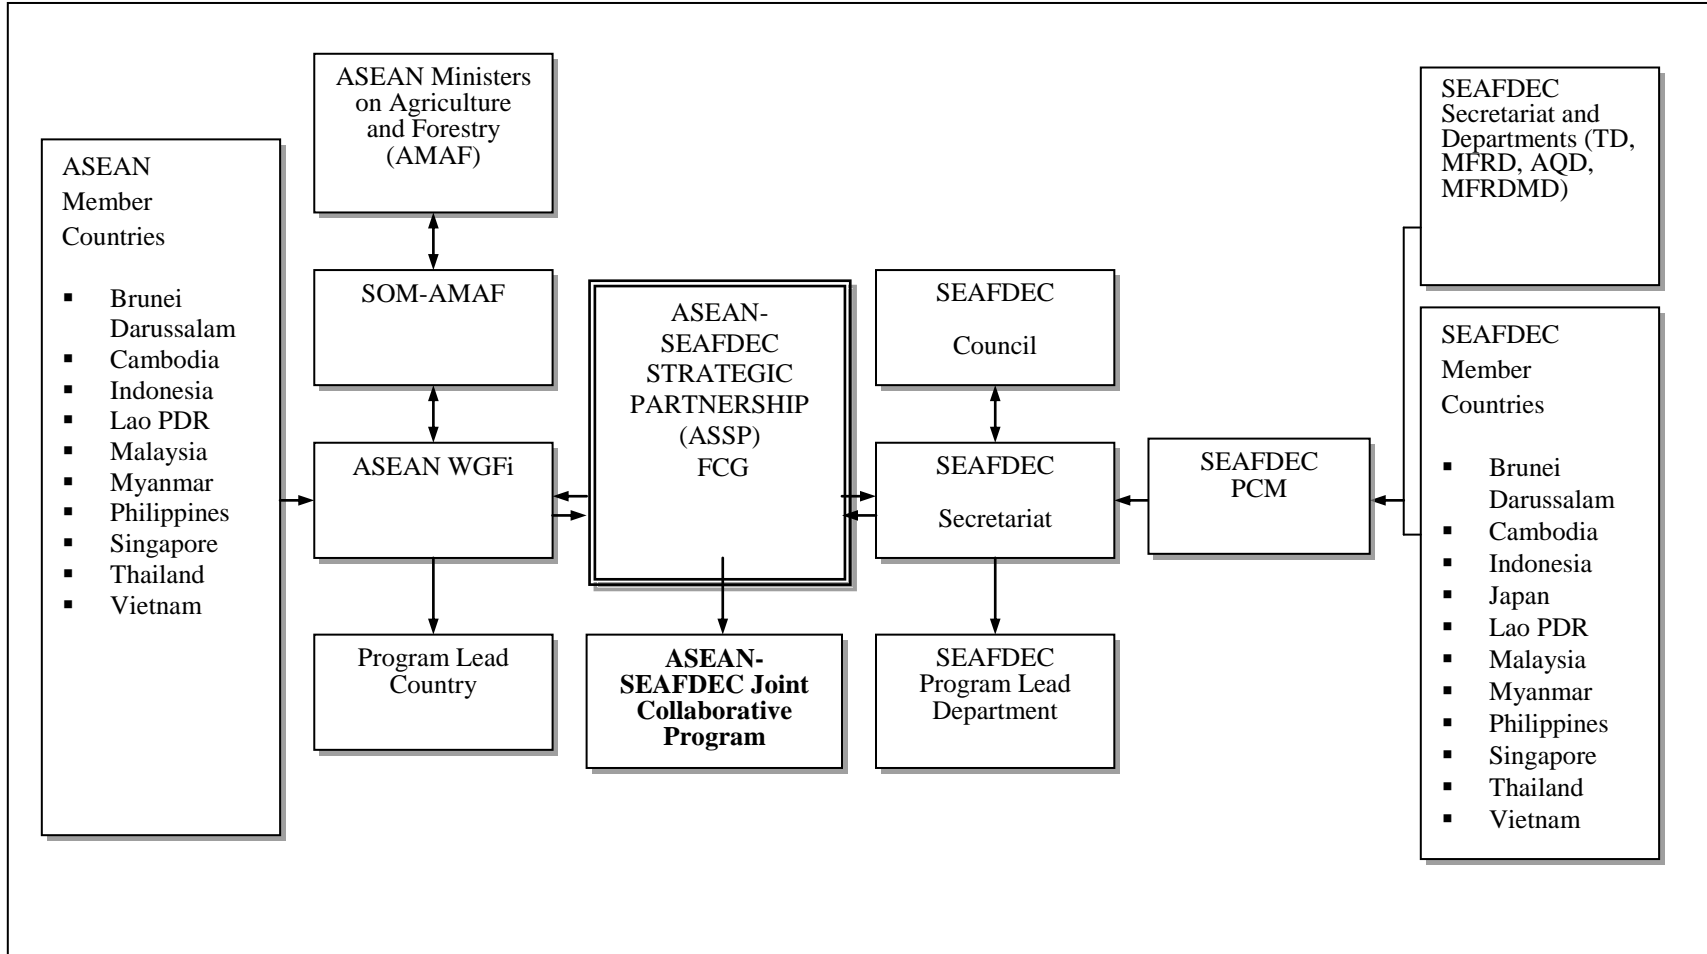 ASEAN
Member
Countries
▪ Brunei
Darussalam
▪ Cambodia
▪ Indonesia
▪ Lao PDR
▪ Malaysia
▪ Myanmar
▪ Philippines
▪ Singapore
▪ Thailand
▪ Vietnam
ASEAN Ministers
on Agriculture
and Forestry
(AMAF)
SOM-AMAF
ASEAN WGFi
Program Lead
Country
ASEAN-
SEAFDEC
STRATEGIC
PARTNERSHIP
(ASSP)
FCG
ASEAN-
SEAFDEC Joint
Collaborative
Program
SEAFDEC
Council
SEAFDEC
Secretariat
SEAFDEC
Program Lead
Department
SEAFDEC
PCM
SEAFDEC
Secretariat and
Departments (TD,
MFRD, AQD,
MFRDMD)
SEAFDEC
Member
Countries
▪ Brunei
Darussalam
▪ Cambodia
▪ Indonesia
▪ Japan
▪ Lao PDR
▪ Malaysia
▪ Myanmar
▪ Philippines
▪ Singapore
▪ Thailand
▪ Vietnam